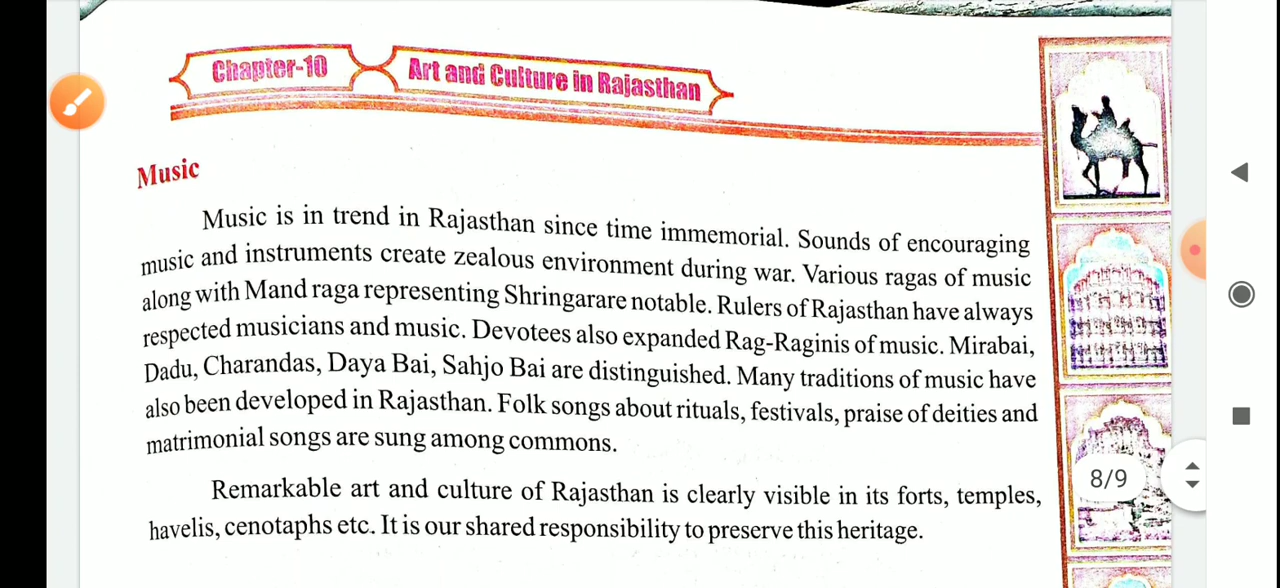 Chapter-10 Art and Culture in Rajasthan
Music
Music is in trend in Rajasthan since time immemorial. Sounds of encouraging
music and instruments create zealous environment during war. Various ragas of music
along with Mand raga representing Shringarare notable. Rulers of Rajasthan have always
respected musicians and music. Devotees also expanded Rag-Raginis of music. Mirabai,
Dadu, Charandas, Daya Bai, Sahjo Bai are distinguished. Many traditions of music have
also been developed in Rajasthan. Folk songs about rituals, festivals, praise of deities and
matrimonial songs are sung among commons.
Remarkable art and culture of Rajasthan is clearly visible in its forts, temples,
havelis, cenotaphs etc. It is our shared responsibility to preserve this heritage.
8/9